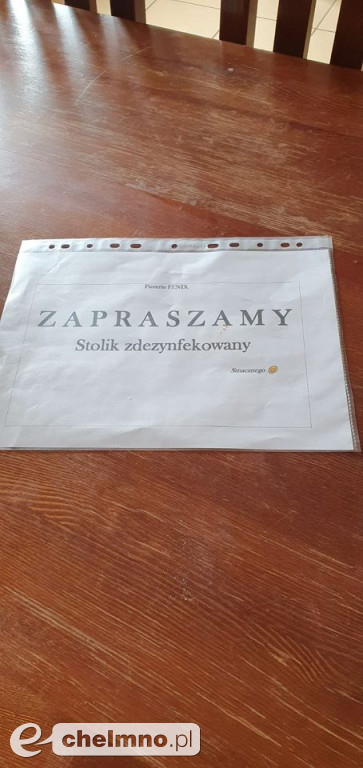 Pizzeria FENIX
ZAPRASZAMY
Stolik zdezynfekowany
Smacznego
e-chelmno.pl